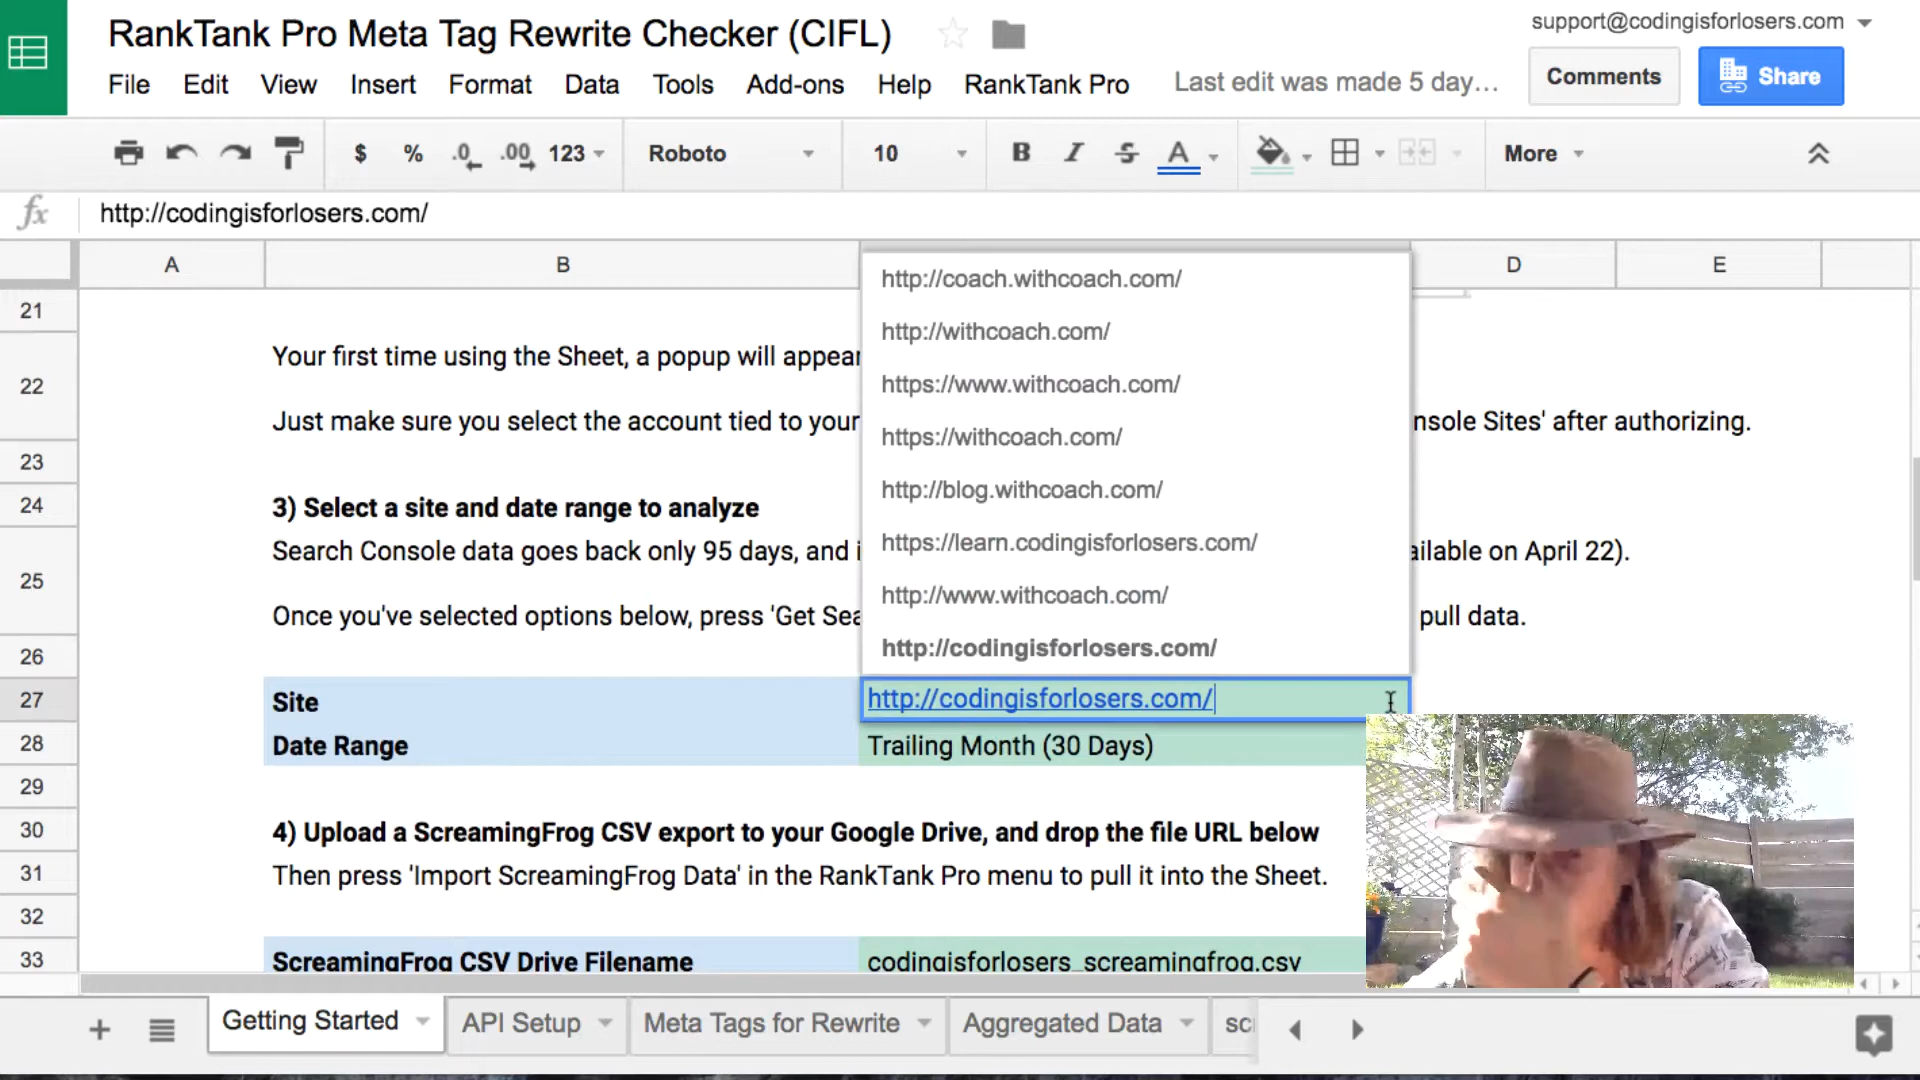 RankTank Pro Meta Tag Rewrite Checker (CIFL)
support@codingisforlosers.com
File Edit View Insert Format Data Tools Add-ons Help RankTank Pro Last edit was made 5 day... Comments Share
$ % .0 .00 123 Roboto 10 B I S A More
fx http://codingisforlosers.com/
A B D E
http://coach.withcoach.com/
21
http://withcoach.com/
22 Your first time using the Sheet, a popup will appear
https://www.withcoach.com/
Just make sure you select the account tied to your nsole Sites' after authorizing.
https://withcoach.com/
23
http://blog.withcoach.com/
24 3) Select a site and date range to analyze
https://learn.codingisforlosers.com/
25 Search Console data goes back only 95 days, and ailable on April 22).
http://www.withcoach.com/
Once you've selected options below, press 'Get Sea pull data.
http://codingisforlosers.com/
26
27 Site http://codingisforlosers.com/
28 Date Range Trailing Month (30 Days)
29
30 4) Upload a ScreamingFrog CSV export to your Google Drive, and drop the file URL below
31 Then press 'Import ScreamingFrog Data' in the RankTank Pro menu to pull it into the Sheet.
32
33 ScreamingFrog CSV Drive Filename codingisforlosers_screamingfrog.csv
+ Getting Started API Setup Meta Tags for Rewrite Aggregated Data sc